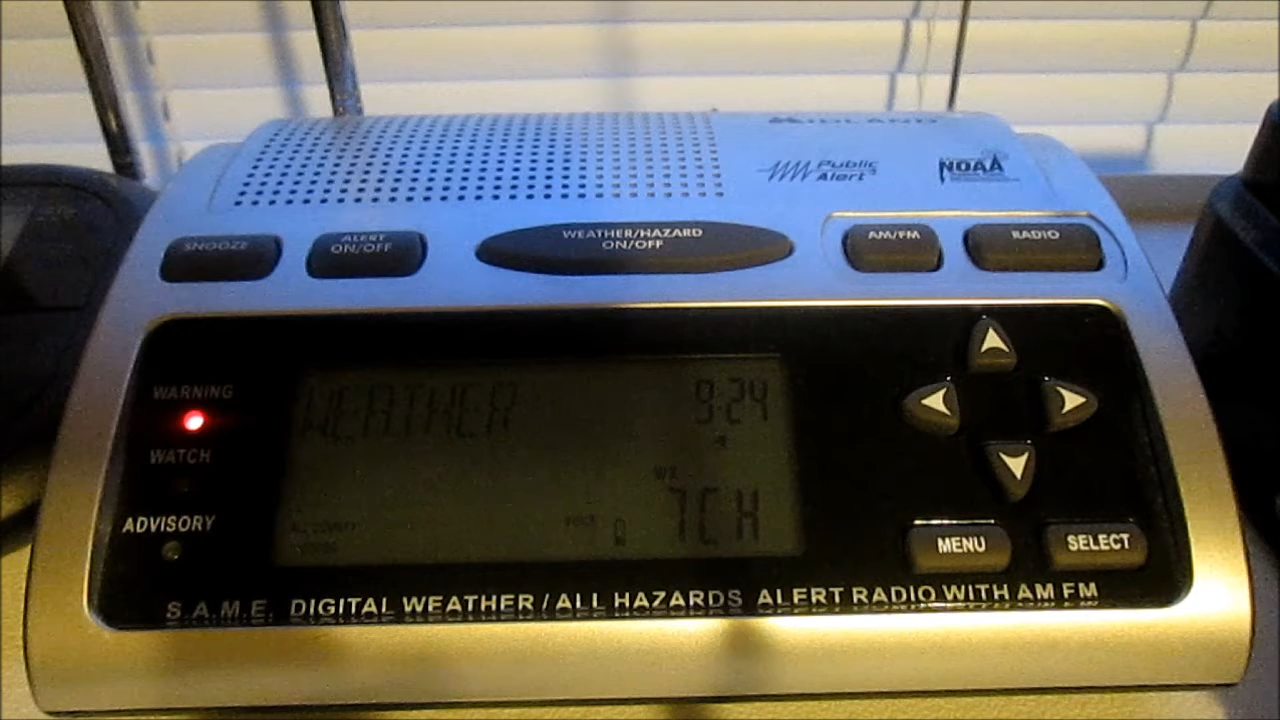 MIDLAND
Public
Alert
NOAA
SNOOZE
ALERT
ON/OFF
WEATHER/HAZARD
ON/OFF
AM/FM
RADIO
WARNING
WATCH
ADVISORY
WEATHER
9:24
WX
7CH
MENU
SELECT
S.A.M.E. DIGITAL WEATHER / ALL HAZARDS ALERT RADIO WITH AM FM